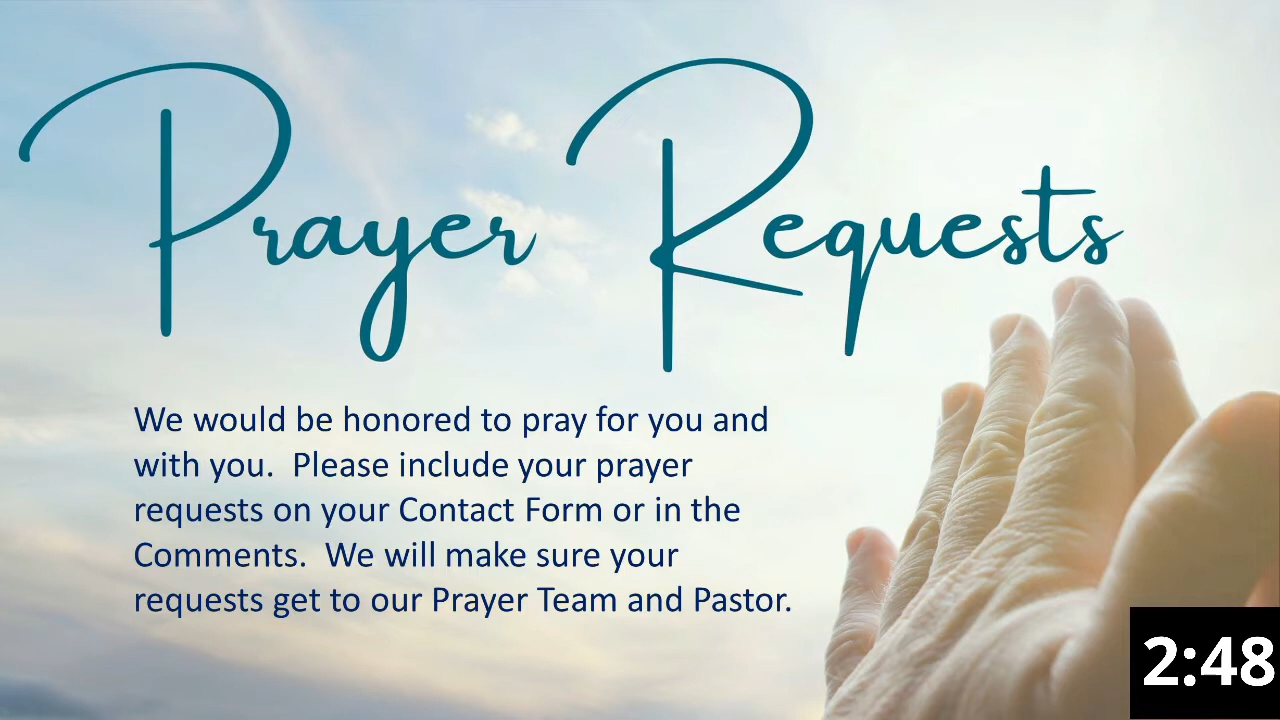 Prayer Requests
We would be honored to pray for you and
with you.  Please include your prayer
requests on your Contact Form or in the
Comments.  We will make sure your
requests get to our Prayer Team and Pastor.
2:48